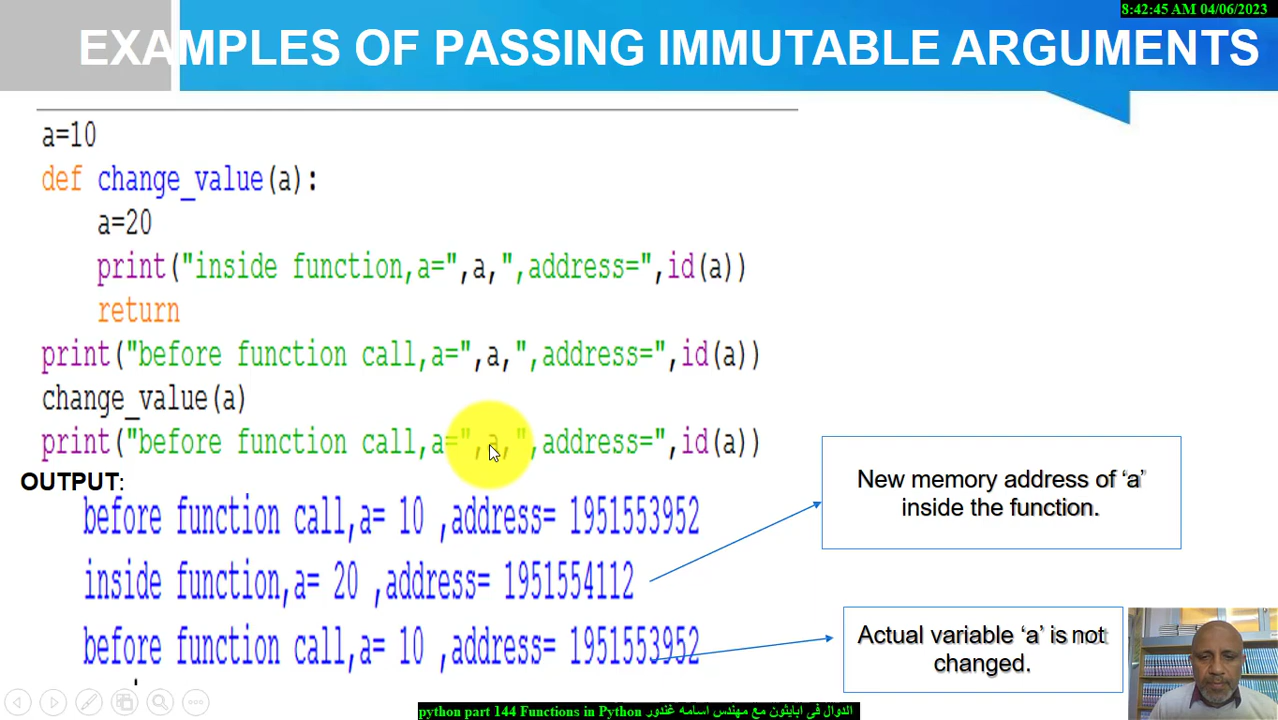 8:42:45 AM 04/06/2023
EXAMPLES OF PASSING IMMUTABLE ARGUMENTS
a=10
def change_value(a):
a=20
print("inside function,a=",a,",address=",id(a))
return
print("before function call,a=",a,",address=",id(a))
change_value(a)
print("before function call,a=",a,",address=",id(a))
OUTPUT:
before function call,a= 10 ,address= 1951553952
inside function,a= 20 ,address= 1951554112
before function call,a= 10 ,address= 1951553952
New memory address of ‘a’
inside the function.
Actual variable ‘a’ is not
changed.
python part 144 Functions in Python الدوال في ابايثون مع مهندس اسامه غندور